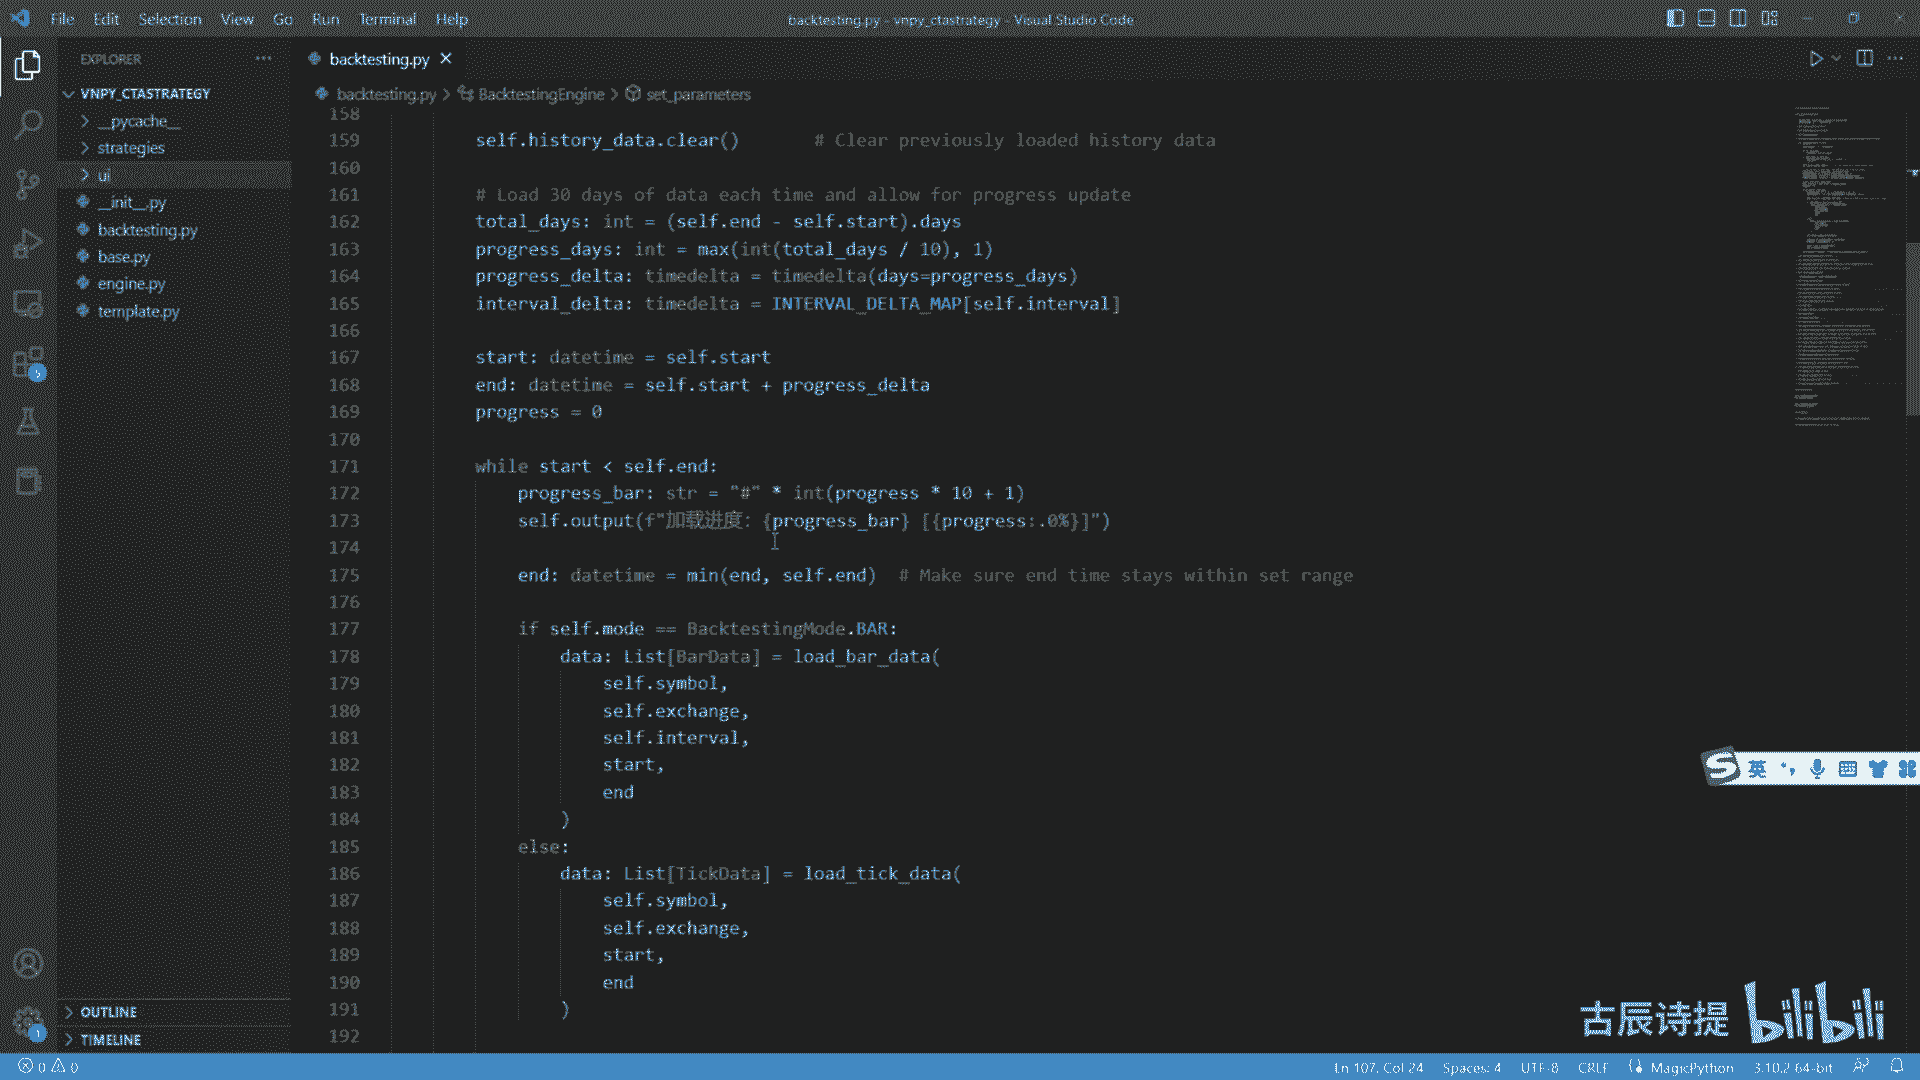 File Edit Selection View Go Run Terminal Help
backtesting.py - vnpy_ctastrategy - Visual Studio Code
EXPLORER
VNPY_CTASTRATEGY
__pycache__
strategies
ui
__init__.py
backtesting.py
base.py
engine.py
template.py
OUTLINE
TIMELINE
backtesting.py
backtesting.py > BacktestingEngine > set_parameters
158
159 self.history_data.clear() # Clear previously loaded history data
160
161 # Load 30 days of data each time and allow for progress update
162 total_days: int = (self.end - self.start).days
163 progress_days: int = max(int(total_days / 10), 1)
164 progress_delta: timedelta = timedelta(days=progress_days)
165 interval_delta: timedelta = INTERVAL_DELTA_MAP[self.interval]
166
167 start: datetime = self.start
168 end: datetime = self.start + progress_delta
169 progress = 0
170
171 while start < self.end:
172 progress_bar: str = "#" * int(progress * 10 + 1)
173 self.output(f"加载进度: {progress_bar} [{progress:.0%}]")
174
175 end: datetime = min(end, self.end) # Make sure end time stays within set range
176
177 if self.mode == BacktestingMode.BAR:
178 data: List[BarData] = load_bar_data(
179 self.symbol,
180 self.exchange,
181 self.interval,
182 start,
183 end
184 )
185 else:
186 data: List[TickData] = load_tick_data(
187 self.symbol,
188 self.exchange,
189 start,
190 end
191 )
192
英
古辰诗提 bilibili
0 0
Ln 107, Col 24 Spaces: 4 UTF-8 CRLF MagicPython 3.10.2 64-bit